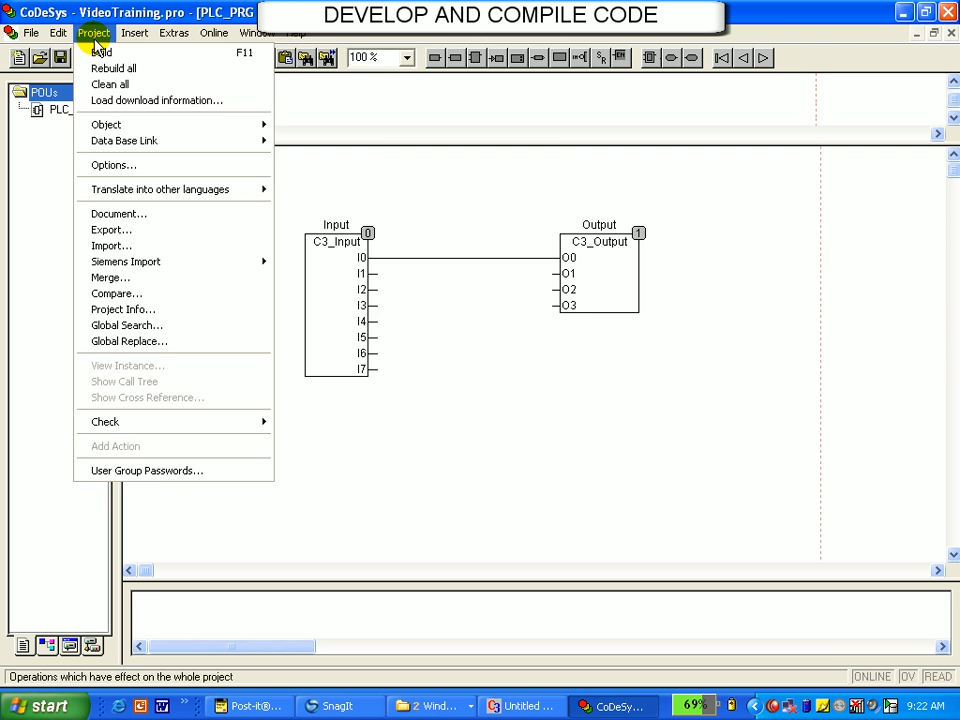 CoDeSys - VideoTraining.pro - [PLC_PRG
DEVELOP AND COMPILE CODE
File Edit Project Insert Extras Online Window Help
100 %
Build F11
Rebuild all
Clean all
Load download information...
Object
Data Base Link
Options...
Translate into other languages
Document...
Export...
Import...
Siemens Import
Merge...
Compare...
Project Info...
Global Search...
Global Replace...
View Instance...
Show Call Tree
Show Cross Reference...
Check
Add Action
User Group Passwords...
POUs
PLC_
Input
0
C3_Input
I0
I1
I2
I3
I4
I5
I6
I7
Output
1
C3_Output
O0
O1
O2
O3
Operations which have effect on the whole project
ONLINE OV READ
start
W
Post-it®...
SnagIt
2 Wind...
Untitled ...
CoDeSy...
69%
9:22 AM